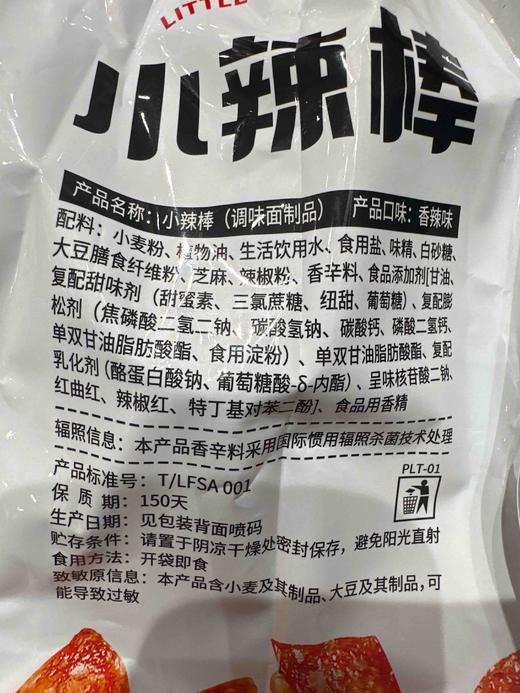 LITTLE
小辣棒
产品名称：小辣棒（调味面制品） 产品口味：香辣味
配料：小麦粉、植物油、生活饮用水、食用盐、味精、白砂糖、
大豆膳食纤维粉、芝麻、辣椒粉、香辛料、食品添加剂[甘油、
复配甜味剂（甜蜜素、三氯蔗糖、纽甜、葡萄糖）、复配膨
松剂（焦磷酸二氢二钠、碳酸氢钠、碳酸钙、磷酸二氢钙、
单双甘油脂肪酸酯、食用淀粉）、单双甘油脂肪酸酯、复配
乳化剂（酪蛋白酸钠、葡萄糖酸-δ-内酯）、呈味核苷酸二钠、
红曲红、辣椒红、特丁基对苯二酚]、食品用香精
辐照信息：本产品香辛料采用国际惯用辐照杀菌技术处理
产品标准号：T/LFSA 001
保质期：150天
生产日期：见包装背面喷码
贮存条件：请置于阴凉干燥处密封保存，避免阳光直射
食用方法：开袋即食
致敏原信息：本产品含小麦及其制品、大豆及其制品，可
能导致过敏
PLT-01